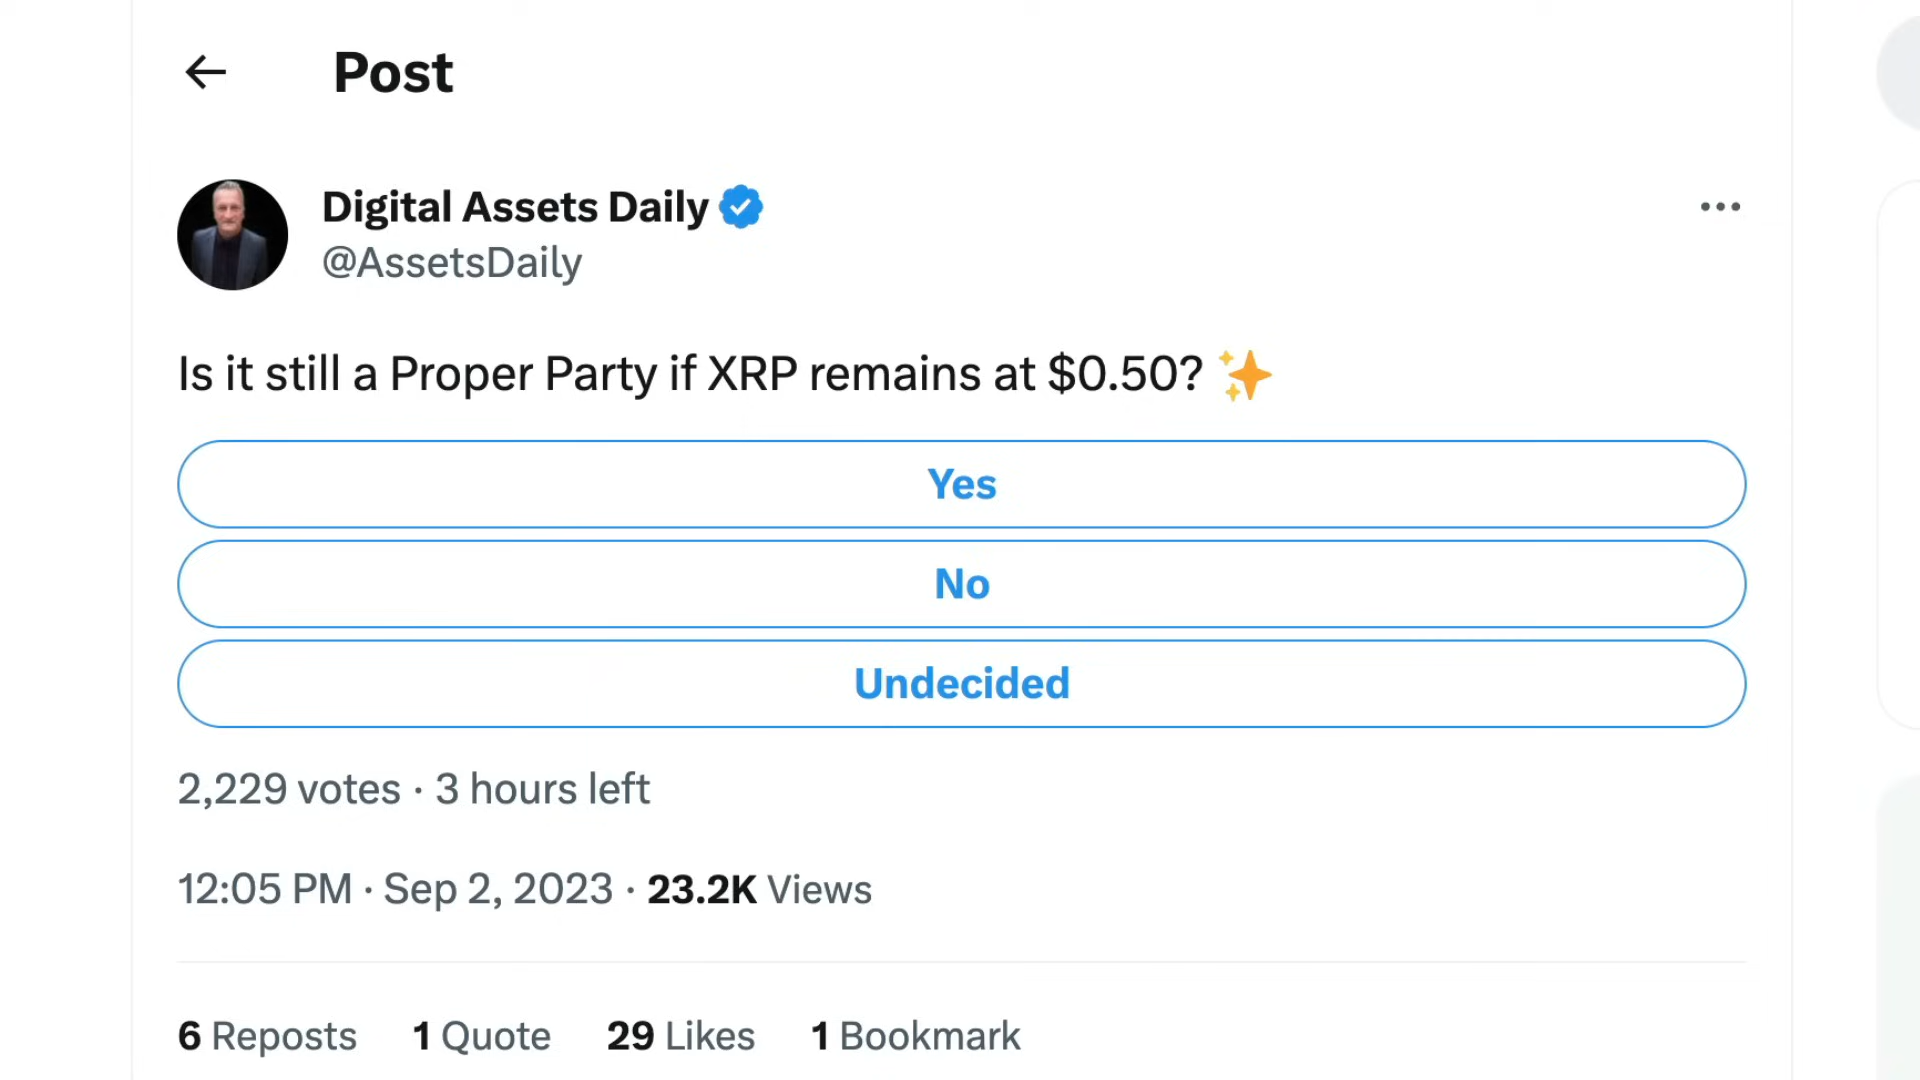 Post
Digital Assets Daily
@AssetsDaily
Is it still a Proper Party if XRP remains at $0.50? ✨
Yes
No
Undecided
2,229 votes · 3 hours left
12:05 PM · Sep 2, 2023 · 23.2K Views
6 Reposts 1 Quote 29 Likes 1 Bookmark